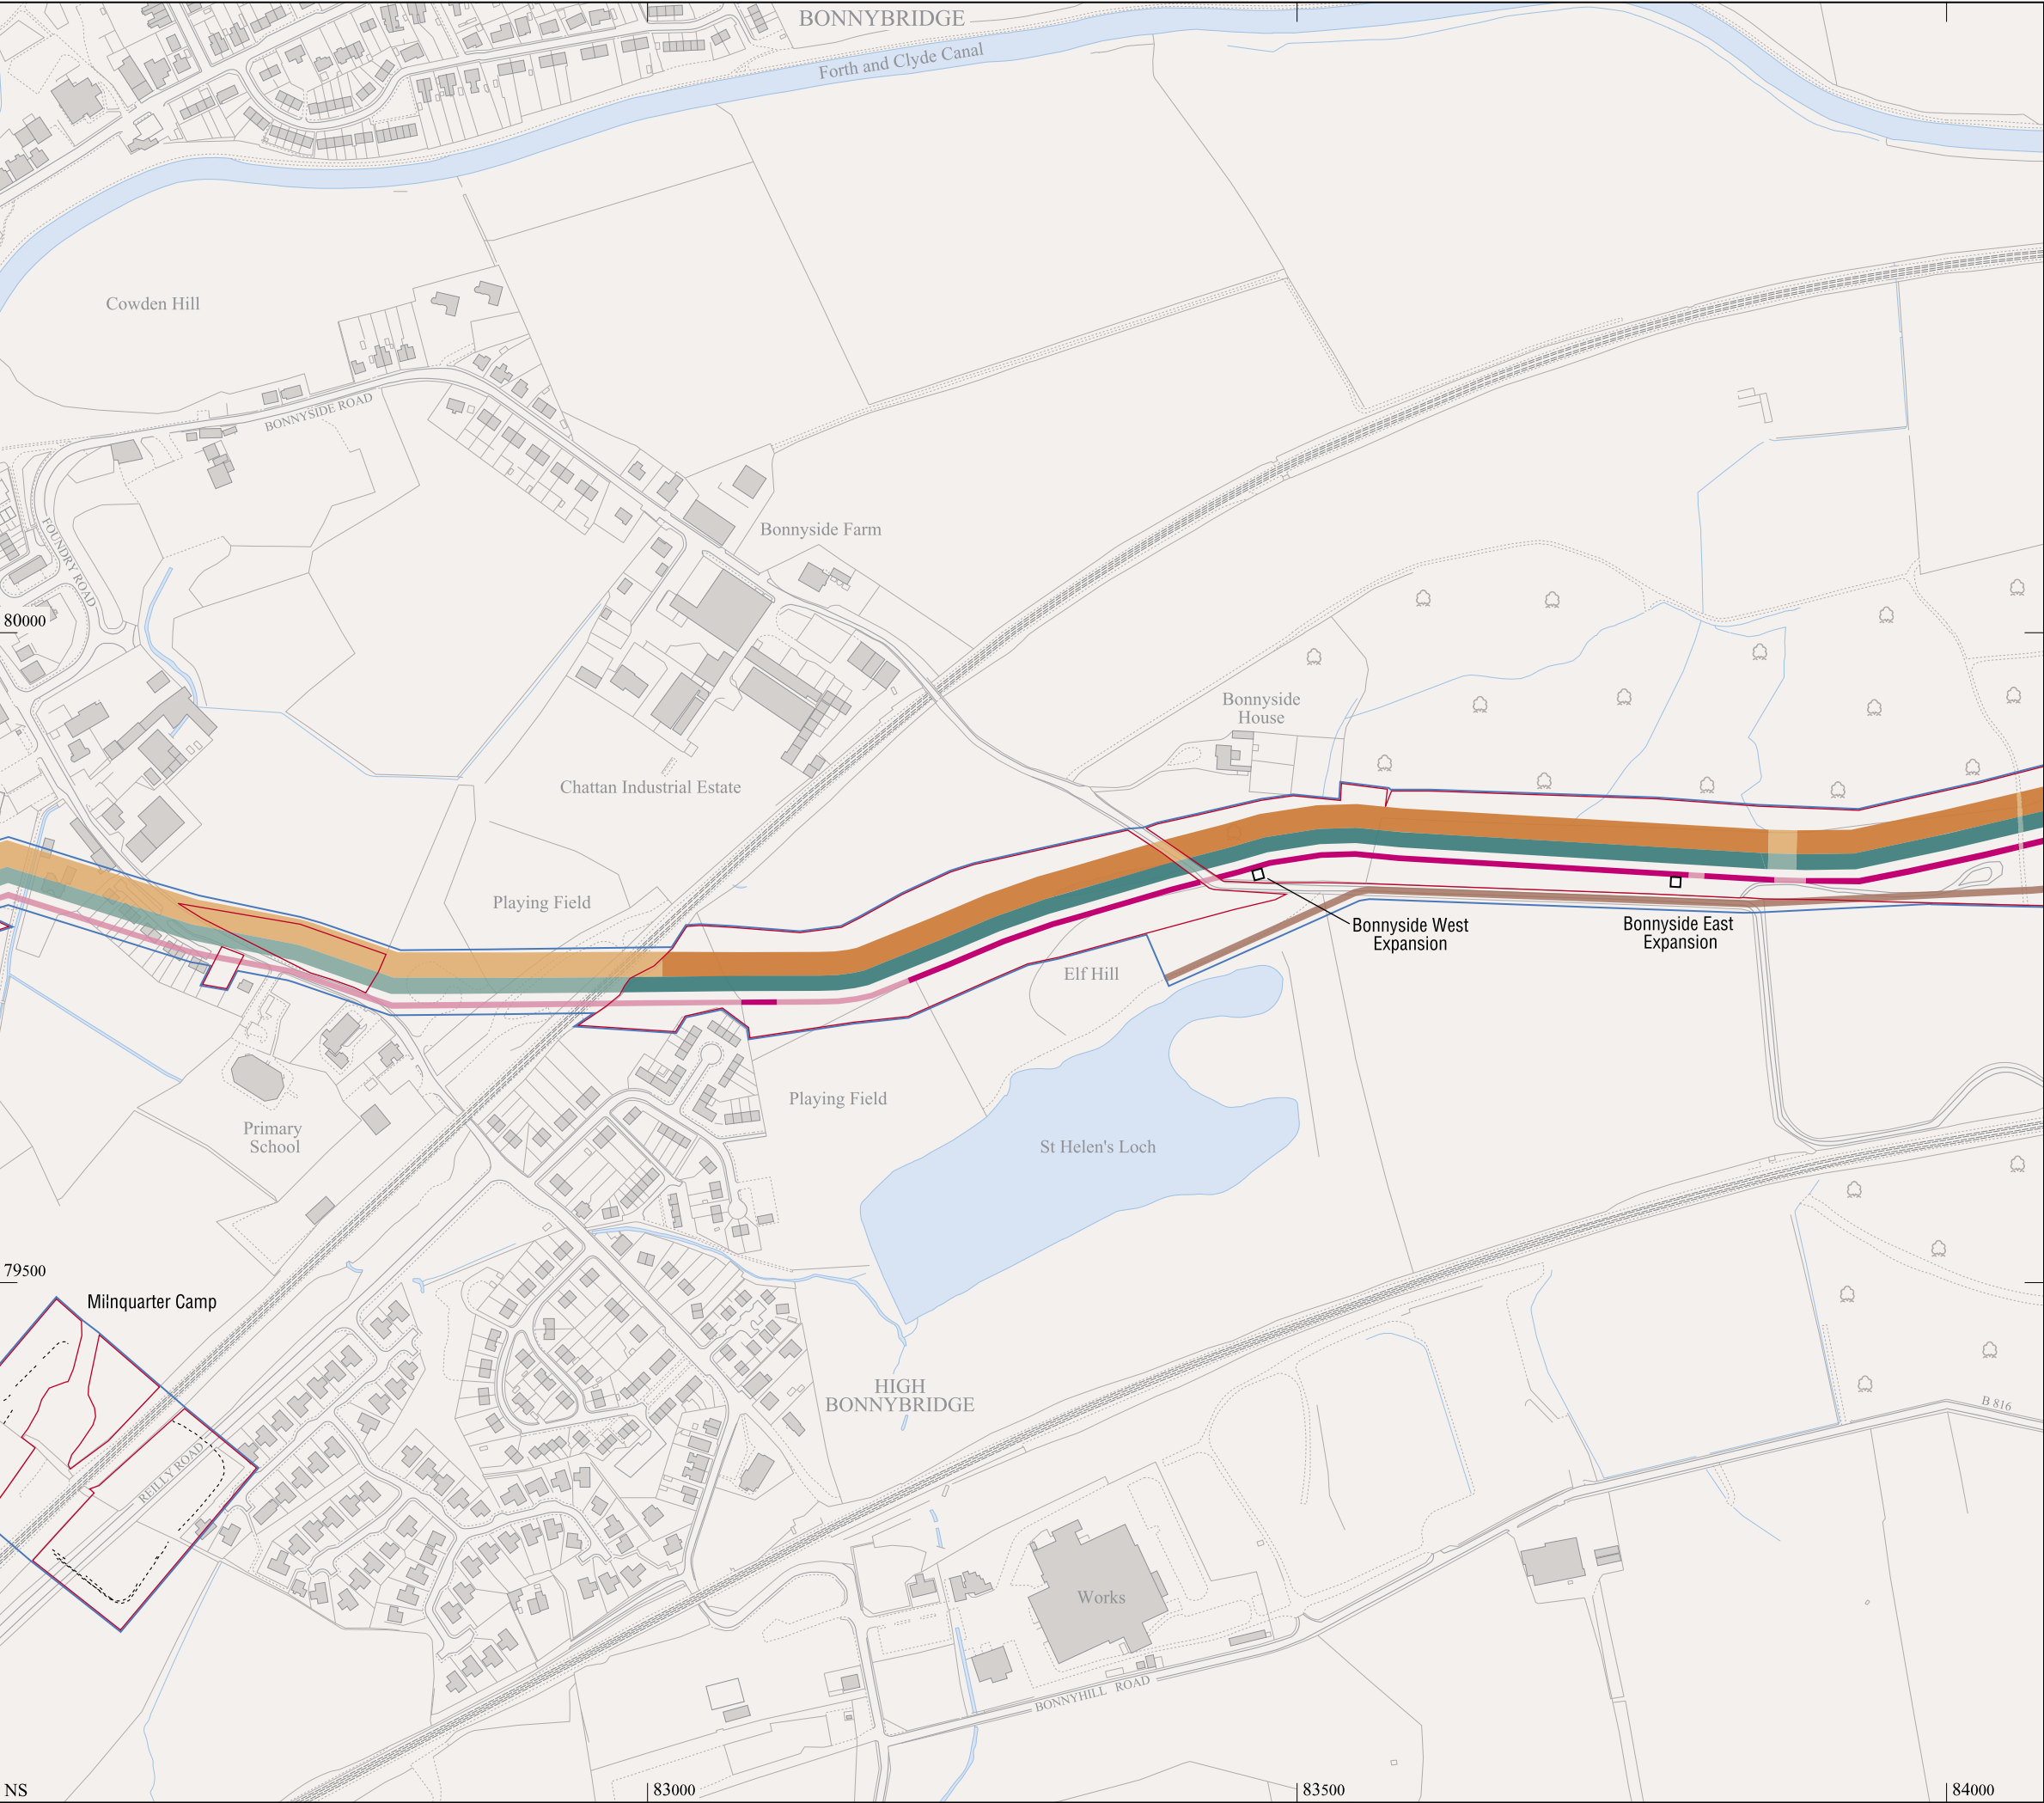 BONNYBRIDGE
Forth and Clyde Canal
Cowden Hill
BONNYSIDE ROAD
Bonnyside Farm
FOUNDRY ROAD
80000
Bonnyside
House
Chattan Industrial Estate
Playing Field
Bonnyside West
Expansion
Bonnyside East
Expansion
Elf Hill
Playing Field
Primary
School
St Helen's Loch
79500
Milnquarter Camp
HIGH
BONNYBRIDGE
B 816
REILLY ROAD
Works
BONNYHILL ROAD
NS
83000
83500
84000